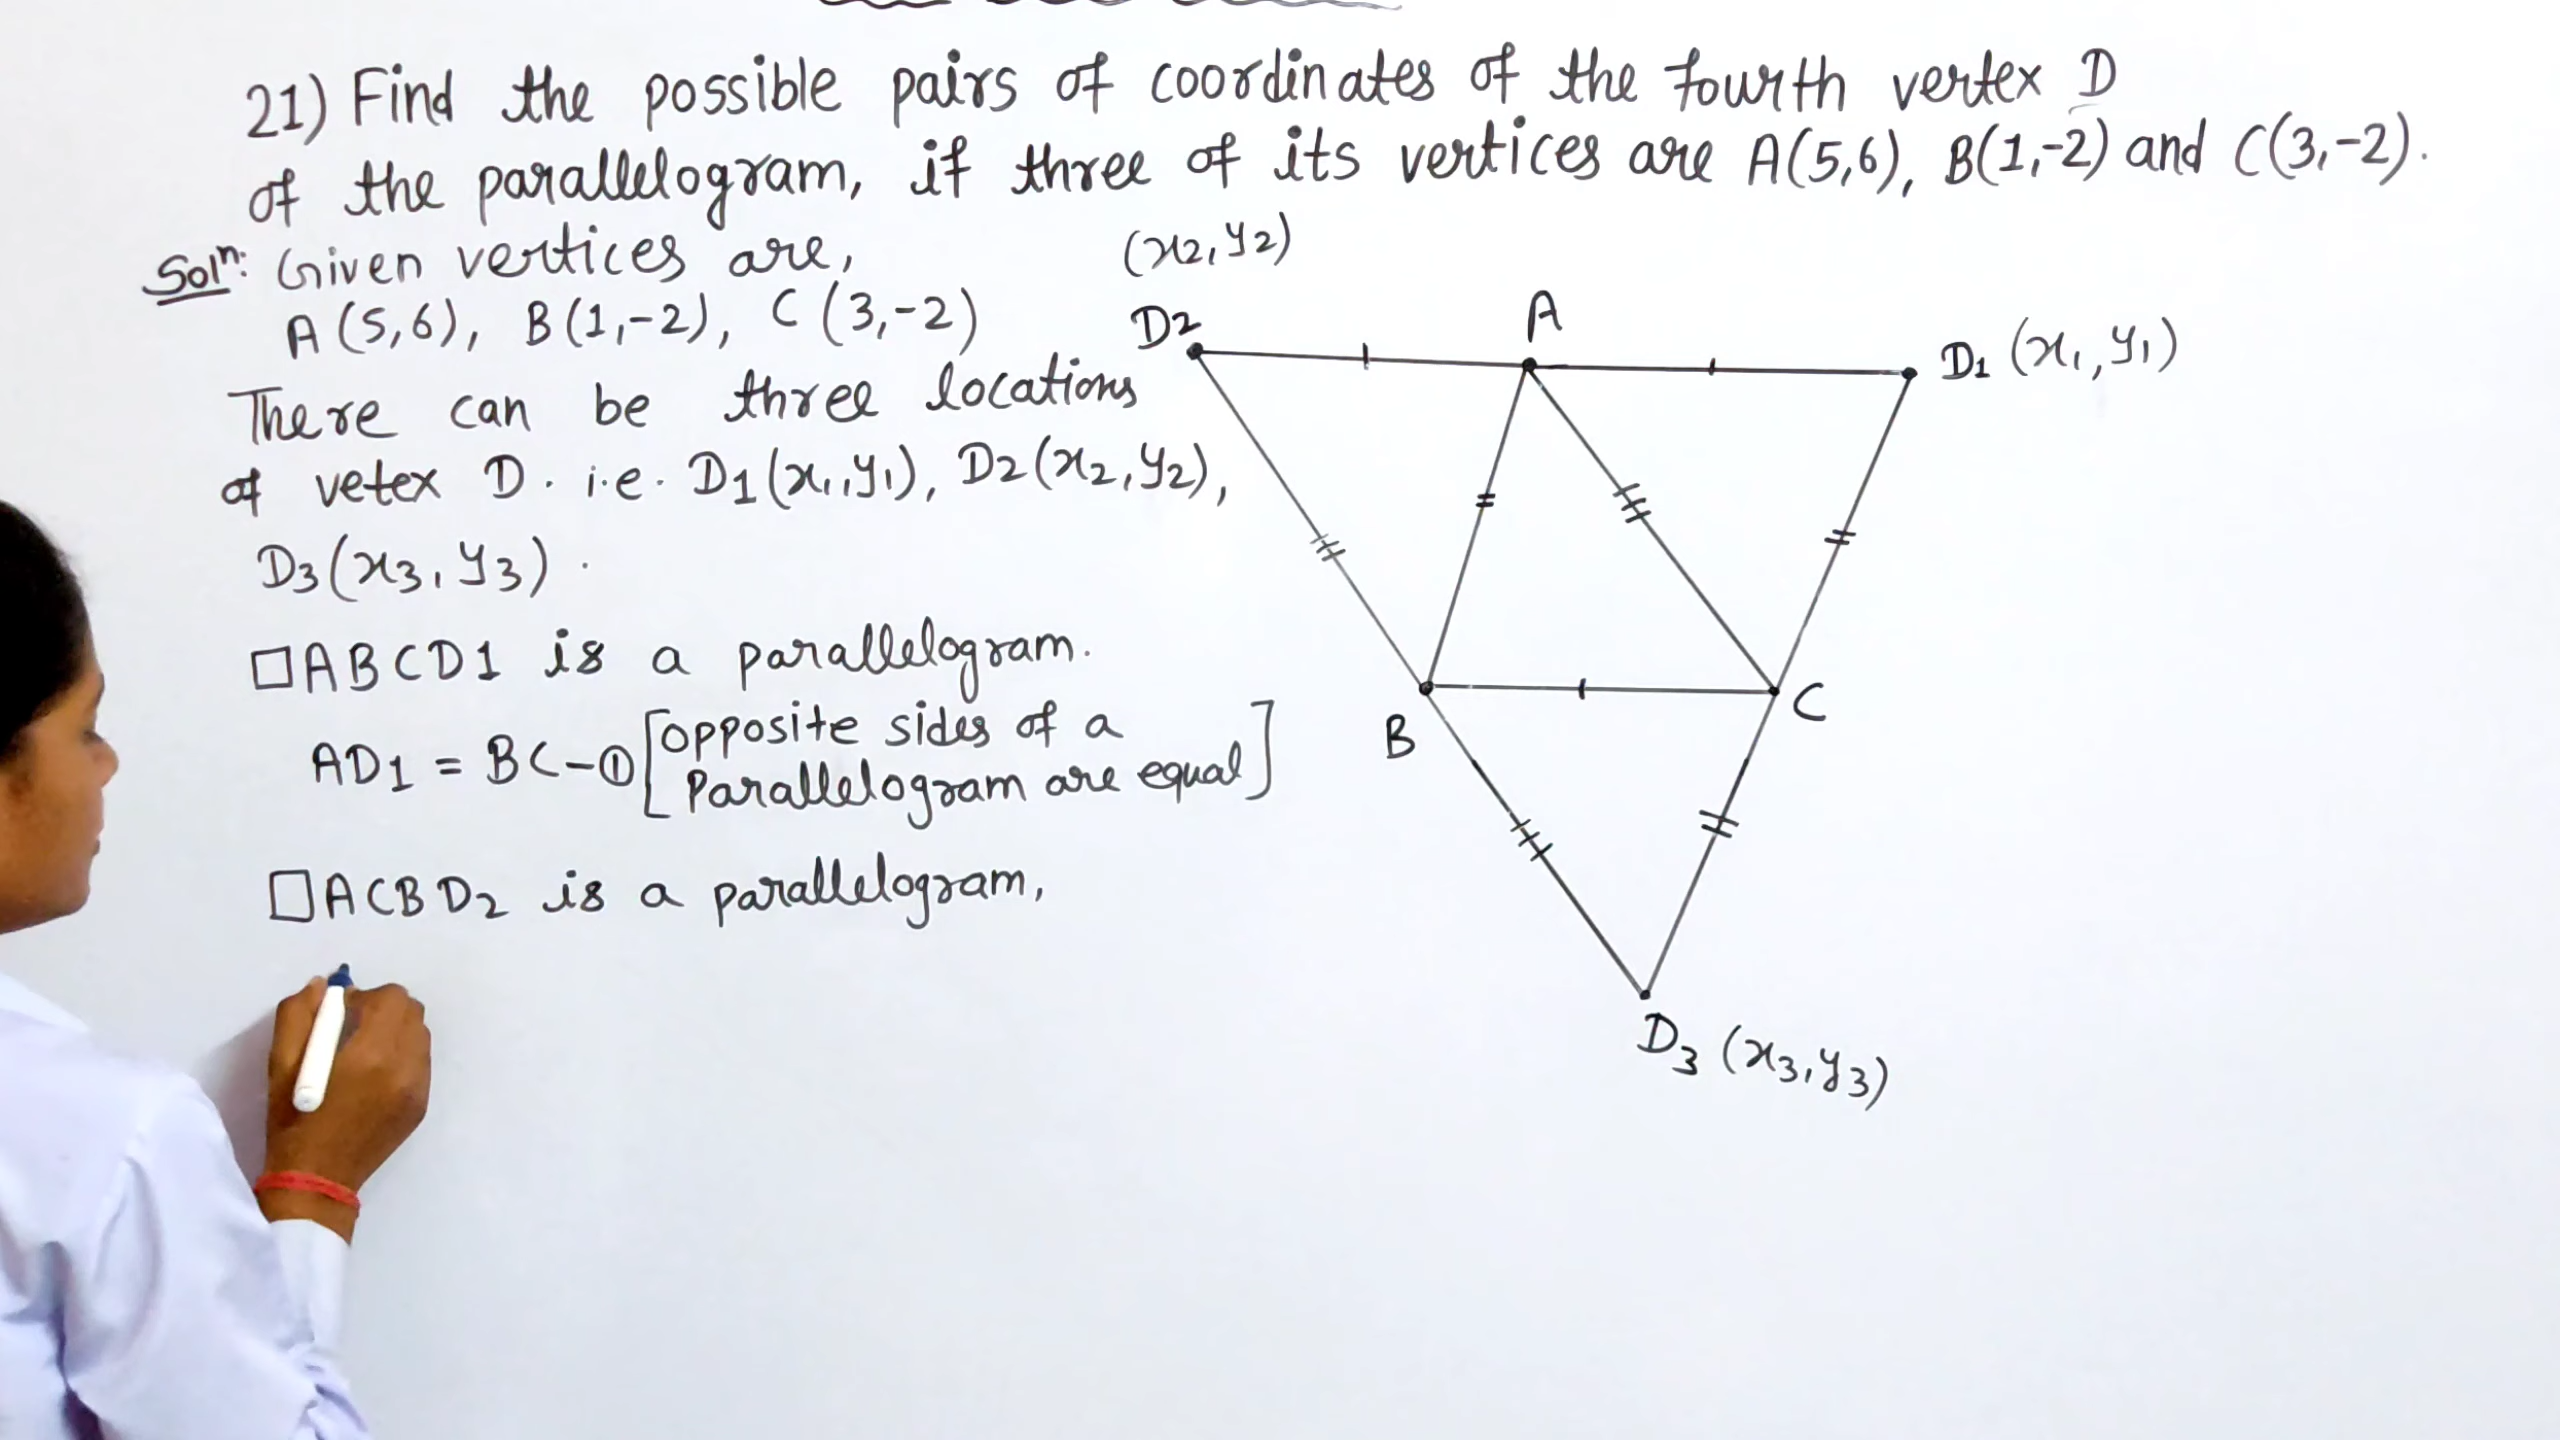 21) Find the possible pairs of coordinates of the fourth vertex D
of the parallelogram, if three of its vertices are A(5,6), B(1,-2) and C(3,-2).
Solⁿ: Given vertices are,
A(5,6), B(1,-2), C(3,-2)
There can be three locations
of vetex D. i.e. D1(x1,y1), D2(x2,y2),
D3(x3,y3).
□ABCD1 is a parallelogram.
AD1 = BC-①[opposite sides of a
Parallelogram are equal]
□ACBD2 is a parallelogram,
(x2,y2)
D2
A
D1 (x1,y1)
B
C
D3 (x3,y3)